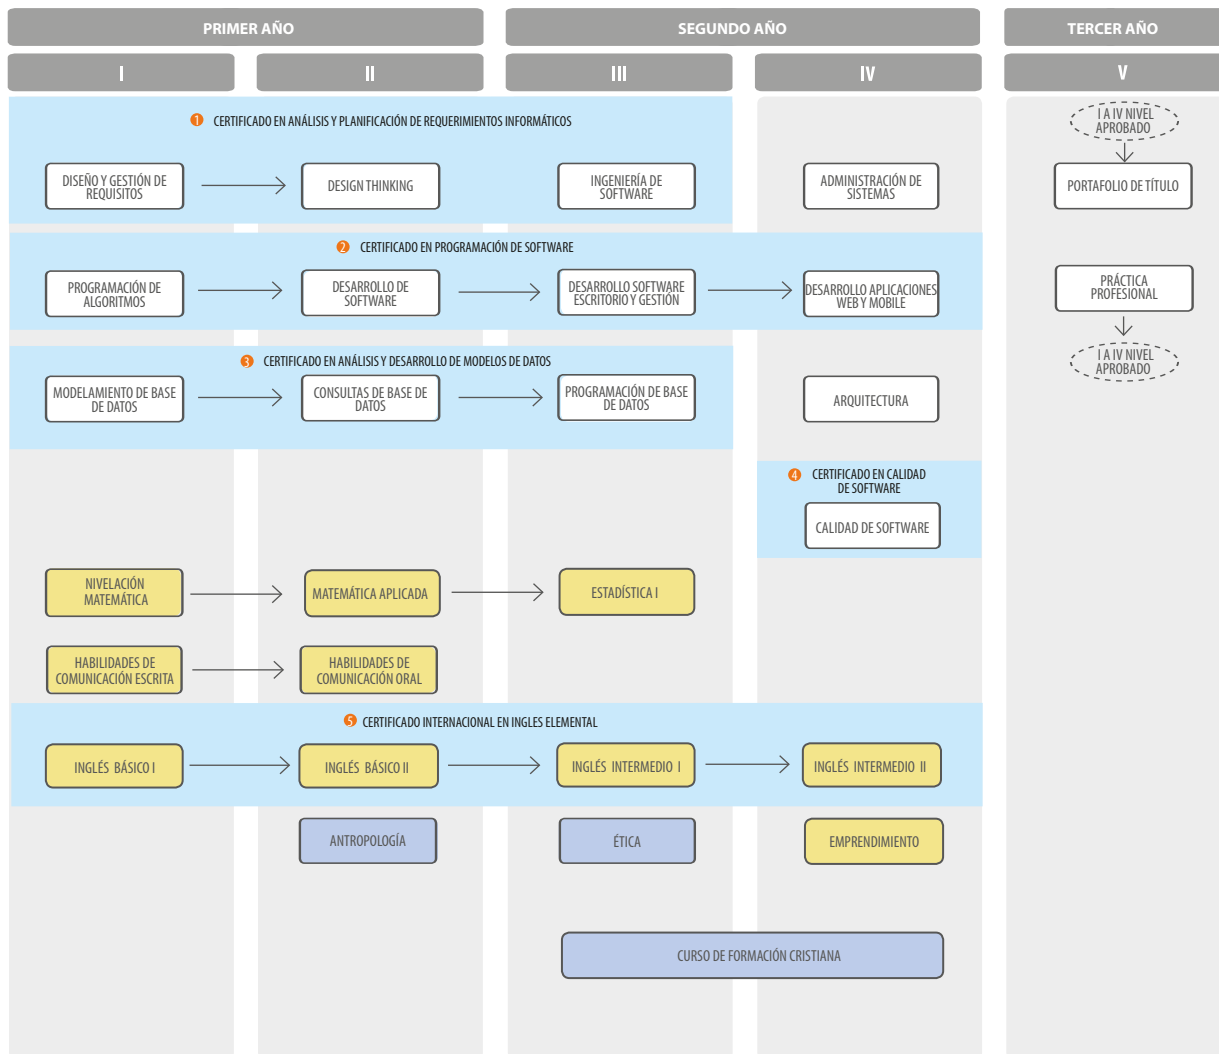 PRIMER AÑO
SEGUNDO AÑO
TERCER AÑO
I
II
III
IV
V
1 CERTIFICADO EN ANÁLISIS Y PLANIFICACIÓN DE REQUERIMIENTOS INFORMÁTICOS
I A IV NIVEL
APROBADO
DISEÑO Y GESTIÓN DE
REQUISITOS
DESIGN THINKING
INGENIERÍA DE
SOFTWARE
ADMINISTRACIÓN DE
SISTEMAS
PORTAFOLIO DE TÍTULO
2 CERTIFICADO EN PROGRAMACIÓN DE SOFTWARE
PROGRAMACIÓN DE
ALGORITMOS
DESARROLLO DE
SOFTWARE
DESARROLLO SOFTWARE
ESCRITORIO Y GESTIÓN
DESARROLLO APLICACIONES
WEB Y MOBILE
PRÁCTICA
PROFESIONAL
I A IV NIVEL
APROBADO
3 CERTIFICADO EN ANÁLISIS Y DESARROLLO DE MODELOS DE DATOS
MODELAMIENTO DE BASE
DE DATOS
CONSULTAS DE BASE DE
DATOS
PROGRAMACIÓN DE BASE
DE DATOS
ARQUITECTURA
4 CERTIFICADO EN CALIDAD
DE SOFTWARE
CALIDAD DE SOFTWARE
NIVELACIÓN
MATEMÁTICA
MATEMÁTICA APLICADA
ESTADÍSTICA I
HABILIDADES DE
COMUNICACIÓN ESCRITA
HABILIDADES DE
COMUNICACIÓN ORAL
5 CERTIFICADO INTERNACIONAL EN INGLES ELEMENTAL
INGLÉS BÁSICO I
INGLÉS BÁSICO II
INGLÉS INTERMEDIO I
INGLÉS INTERMEDIO II
ANTROPOLOGÍA
ÉTICA
EMPRENDIMIENTO
CURSO DE FORMACIÓN CRISTIANA